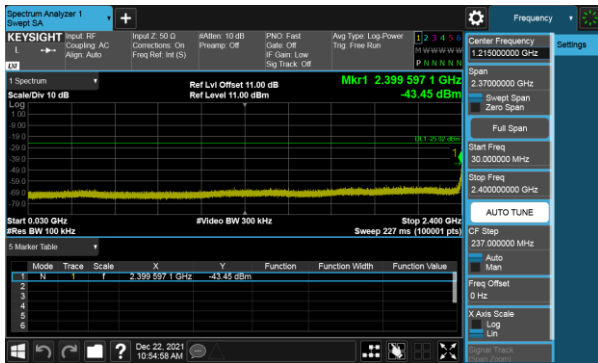 Spectrum Analyzer 1
Swept SA
Frequency
KEYSIGHT
Input: RF
Coupling: AC
Align: Auto
Input Z: 50 Ω
Corrections: On
Freq Ref: Int (S)
#Atten: 10 dB
Preamp: Off
PNO: Fast
Gate: Off
IF Gain: Low
Sig Track: Off
Avg Type: Log-Power
Trig: Free Run
1 2 3 4 5 6
M W W W W W
P N N N N N
L
1 Spectrum
Scale/Div 10 dB
Ref Lvl Offset 11.00 dB
Ref Level 11.00 dBm
Mkr1 2.399 597 1 GHz
-43.45 dBm
Log
1.00
-9.00
-19.0
-29.0
-39.0
-49.0
-59.0
-69.0
-79.0
1
Start 0.030 GHz
#Res BW 100 kHz
#Video BW 300 kHz
Stop 2.400 GHz
Sweep 227 ms (100001 pts)
5 Marker Table
Mode Trace Scale X Y Function Function Width Function Value
1 N 1 f 2.399 597 1 GHz -43.45 dBm
2
3
4
5
6
Dec 22, 2021
10:54:58 AM
Center Frequency
1.215000000 GHz
Settings
Span
2.37000000 GHz
Swept Span
Zero Span
Full Span
Start Freq
30.000000 MHz
Stop Freq
2.400000000 GHz
AUTO TUNE
CF Step
237.000000 MHz
Auto
Man
Freq Offset
0 Hz
X Axis Scale
Log
Lin
Signal Track
(Span Zoom)